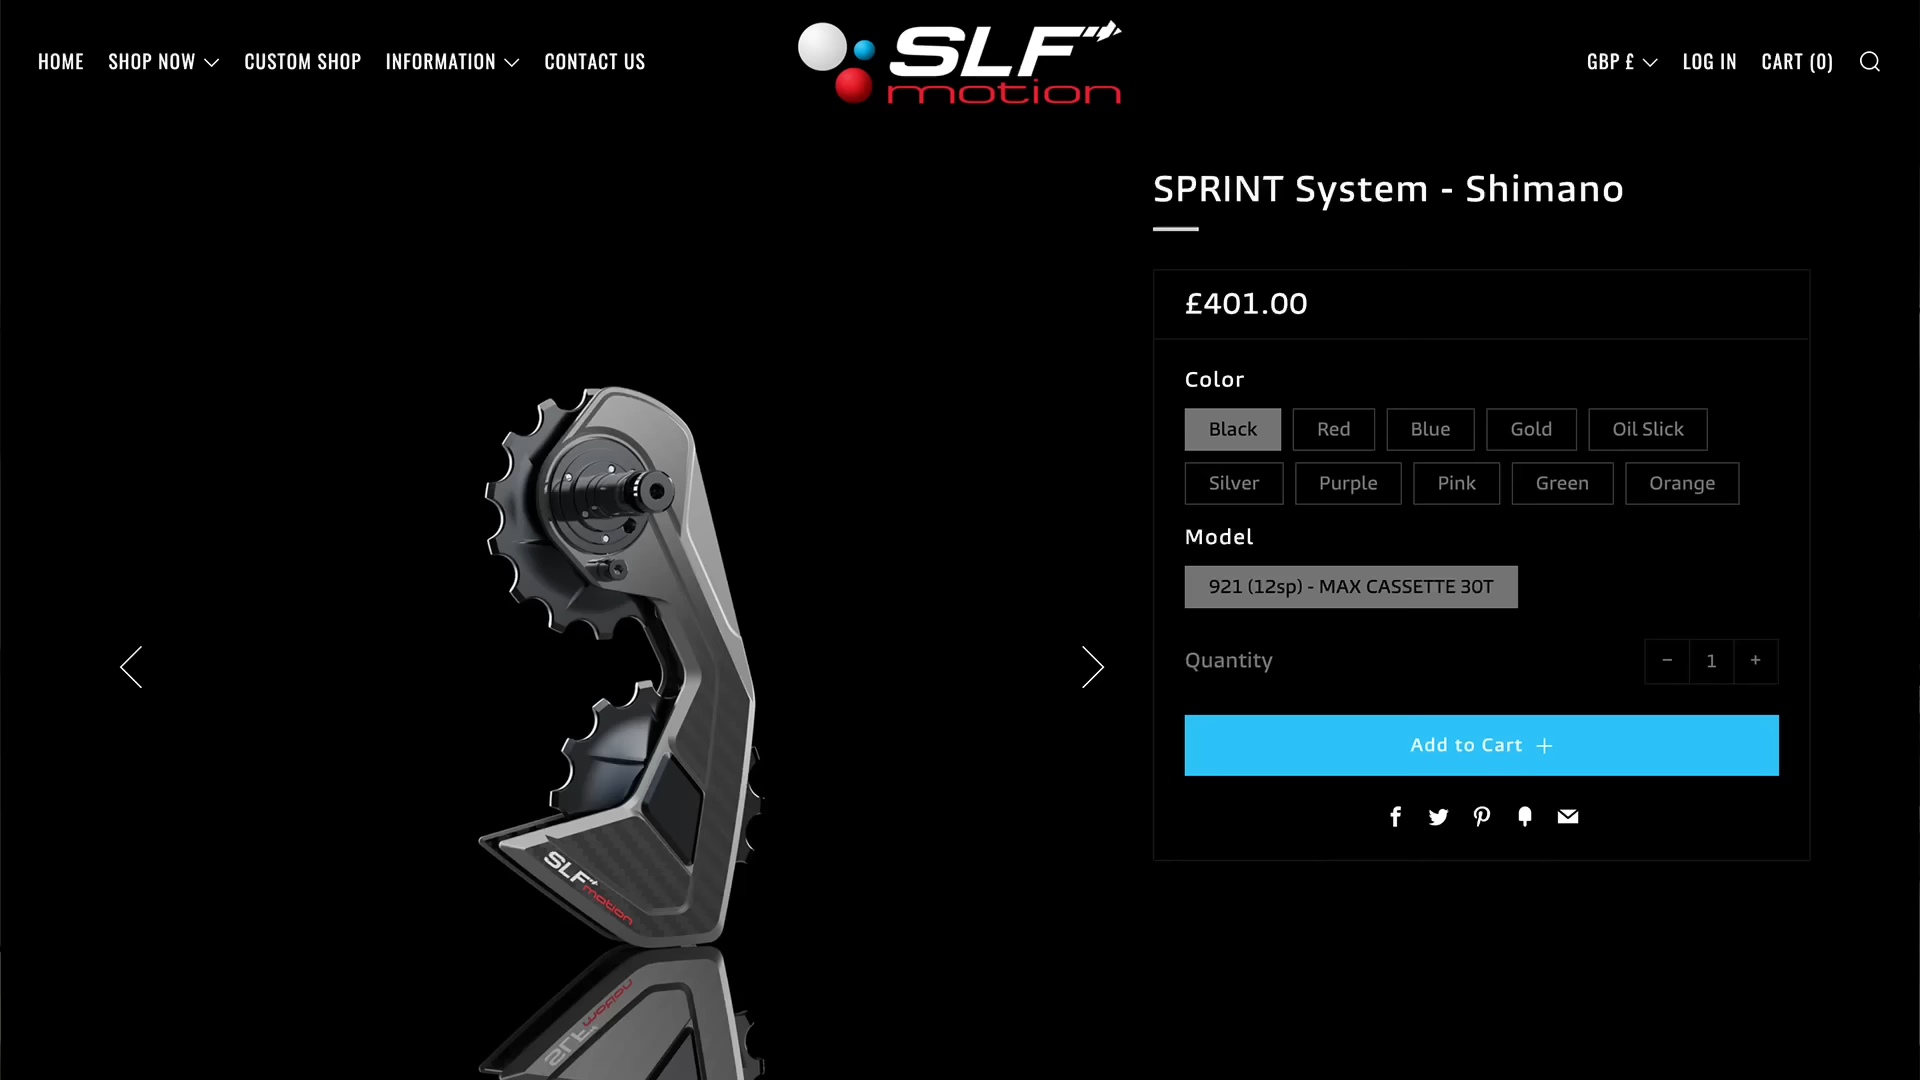 HOME SHOP NOW CUSTOM SHOP INFORMATION CONTACT US
SLF
motion
GBP £ LOG IN CART (0)
SPRINT System - Shimano
£401.00
Color
Black Red Blue Gold Oil Slick
Silver Purple Pink Green Orange
Model
921 (12sp) - MAX CASSETTE 30T
Quantity − 1 +
Add to Cart +
SLF
motion